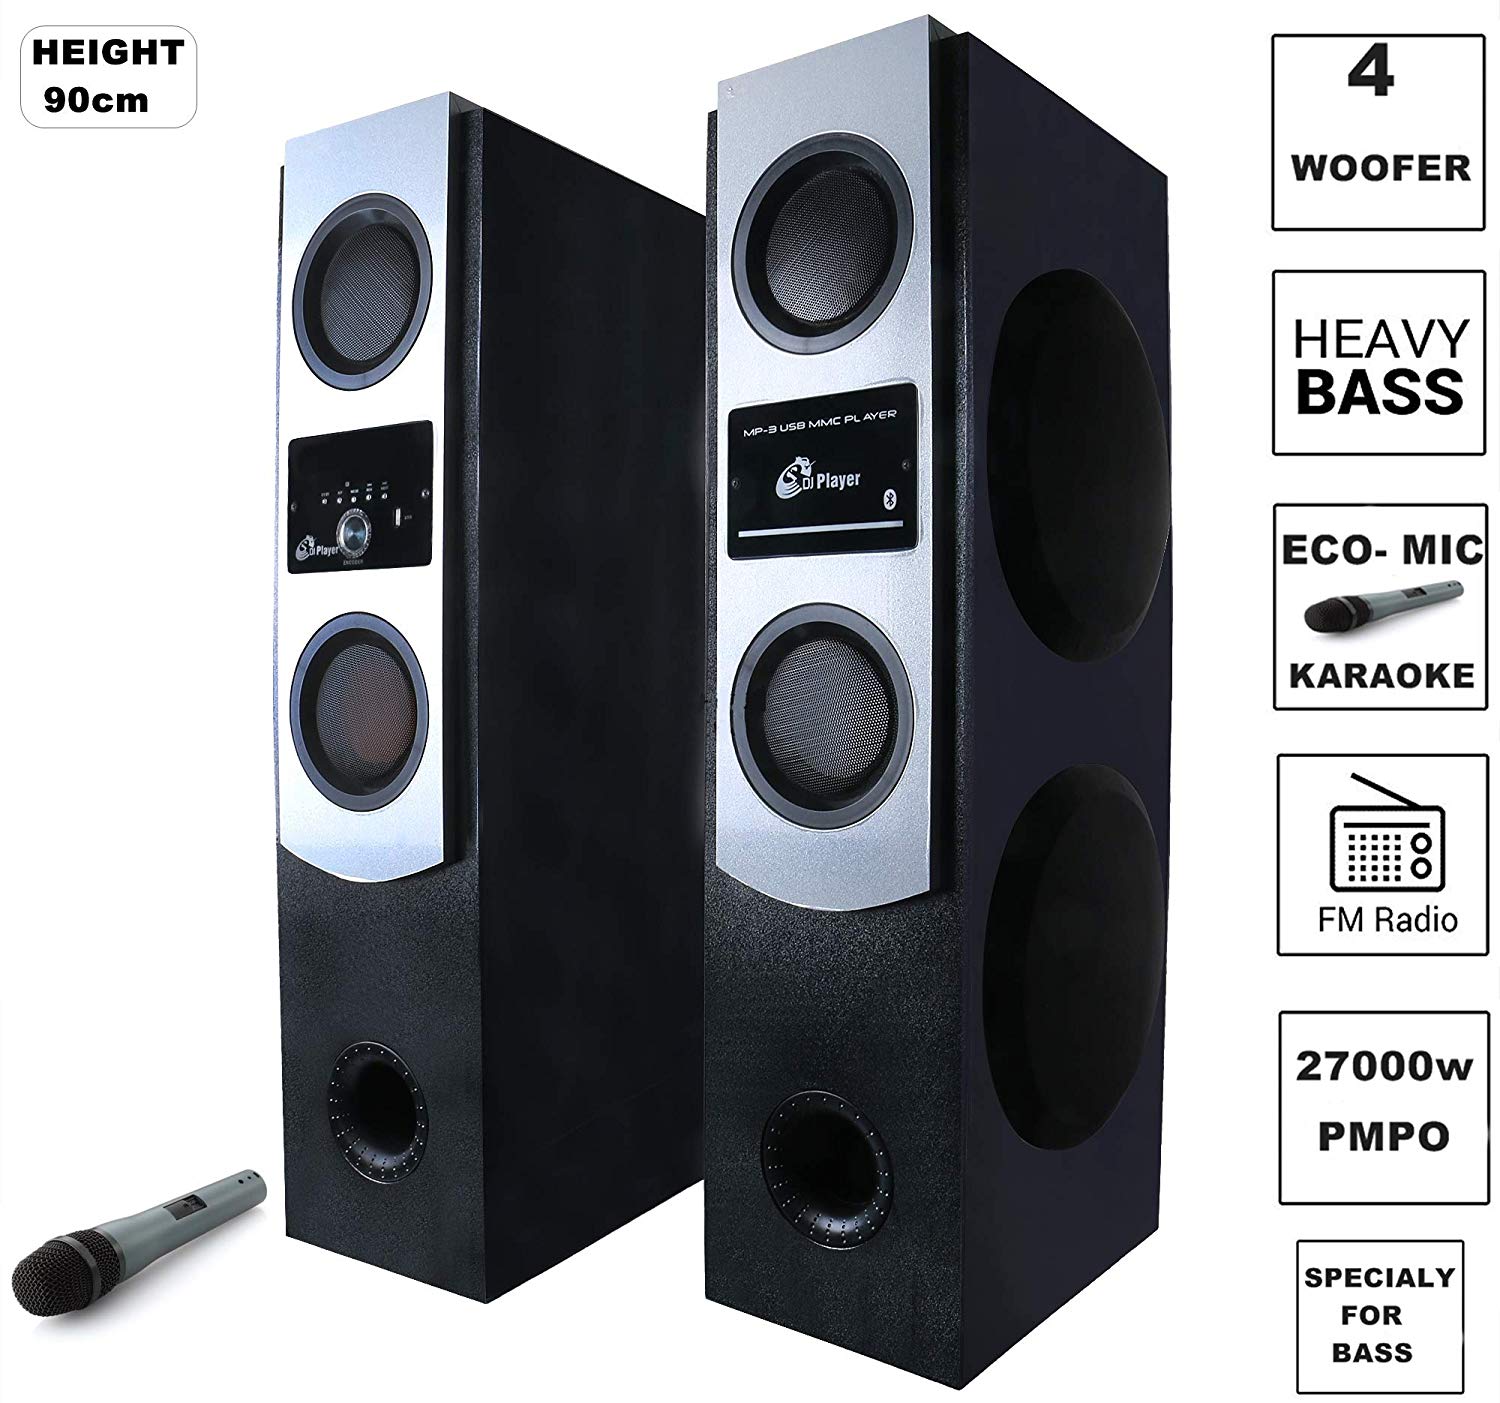 HEIGHT
90cm
MP-3 USB MMC PLAYER
DJ Player
DJ Player
ENCODER
4
WOOFER
HEAVY
BASS
ECO- MIC
KARAOKE
FM Radio
27000w
PMPO
SPECIALY
FOR
BASS